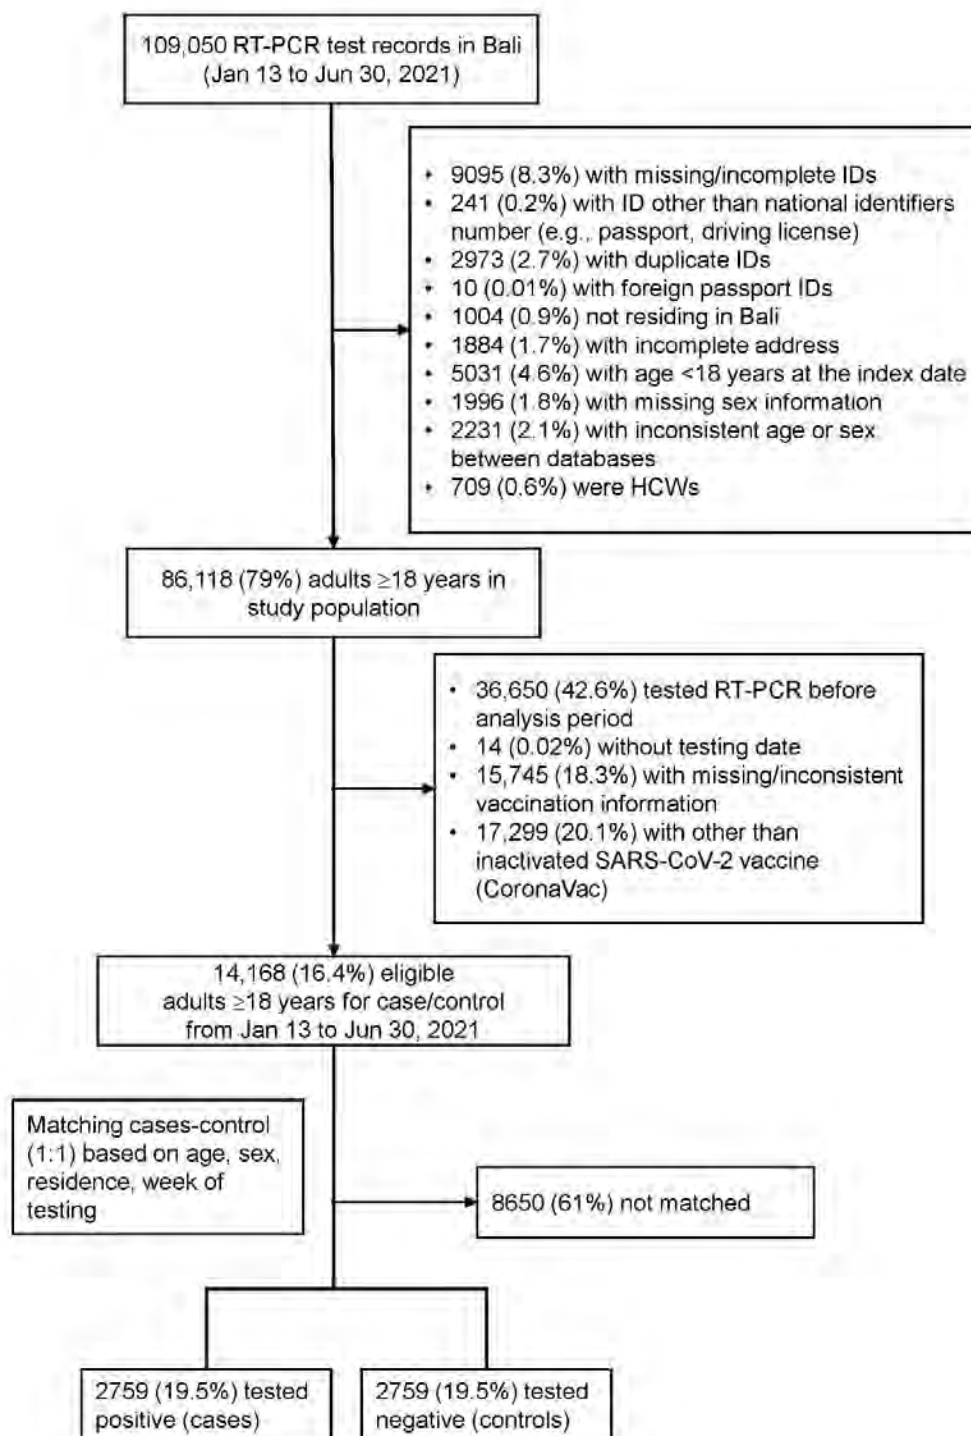 109,050 RT-PCR test records in Bali
(Jan 13 to Jun 30, 2021)
• 9095 (8.3%) with missing/incomplete IDs
• 241 (0.2%) with ID other than national identifiers
number (e.g., passport, driving license)
• 2973 (2.7%) with duplicate IDs
• 10 (0.01%) with foreign passport IDs
• 1004 (0.9%) not residing in Bali
• 1884 (1.7%) with incomplete address
• 5031 (4.6%) with age <18 years at the index date
• 1996 (1.8%) with missing sex information
• 2231 (2.1%) with inconsistent age or sex
between databases
• 709 (0.6%) were HCWs
86,118 (79%) adults ≥18 years in
study population
• 36,650 (42.6%) tested RT-PCR before
analysis period
• 14 (0.02%) without testing date
• 15,745 (18.3%) with missing/inconsistent
vaccination information
• 17,299 (20.1%) with other than
inactivated SARS-CoV-2 vaccine
(CoronaVac)
14,168 (16.4%) eligible
adults ≥18 years for case/control
from Jan 13 to Jun 30, 2021
Matching cases-control
(1:1) based on age, sex,
residence, week of
testing
8650 (61%) not matched
2759 (19.5%) tested
positive (cases)
2759 (19.5%) tested
negative (controls)